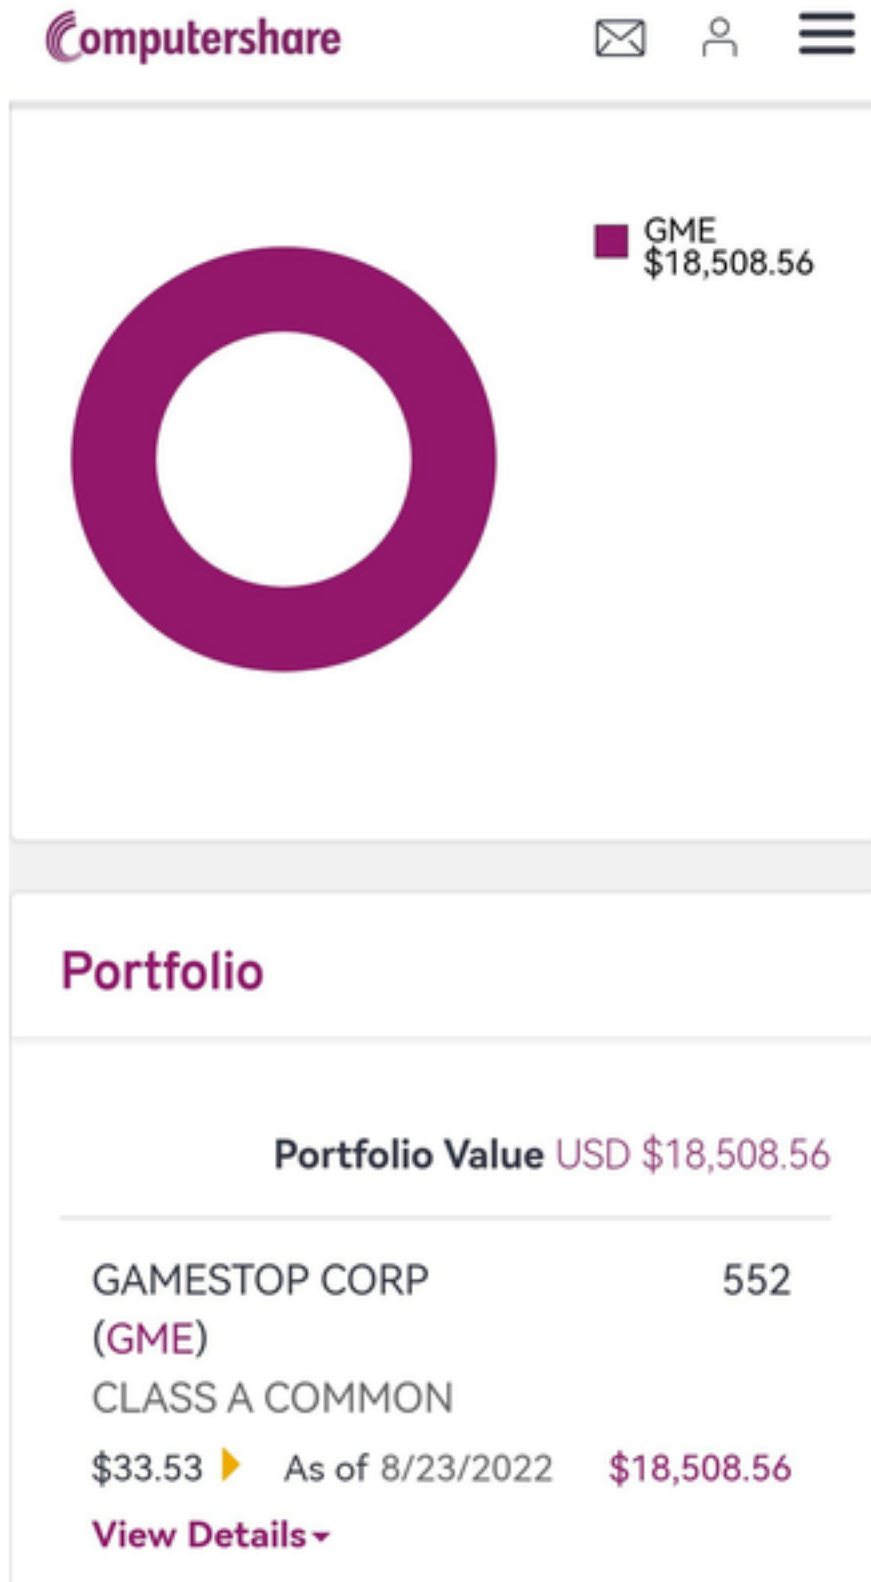 Computershare
GME
$18,508.56
Portfolio
Portfolio Value USD $18,508.56
GAMESTOP CORP 552
(GME)
CLASS A COMMON
$33.53 As of 8/23/2022 $18,508.56
View Details